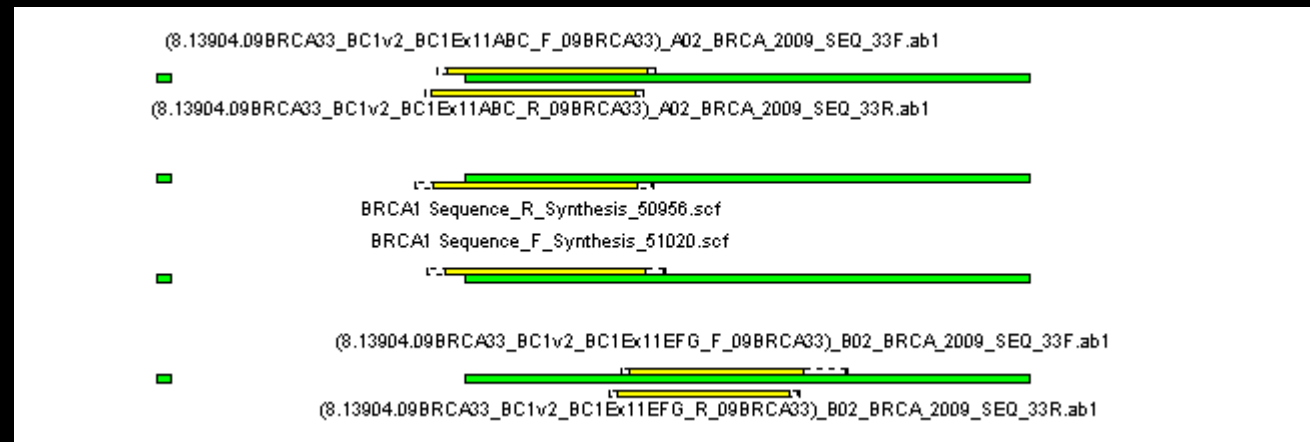 (8.13904.09BRCA33_BC1v2_BC1Ex11ABC_F_09BRCA33)_A02_BRCA_2009_SEQ_33F.ab1
(8.13904.09BRCA33_BC1v2_BC1Ex11ABC_R_09BRCA33)_A02_BRCA_2009_SEQ_33R.ab1
BRCA1 Sequence_R_Synthesis_50956.scf
BRCA1 Sequence_F_Synthesis_51020.scf
(8.13904.09BRCA33_BC1v2_BC1Ex11EFG_F_09BRCA33)_B02_BRCA_2009_SEQ_33F.ab1
(8.13904.09BRCA33_BC1v2_BC1Ex11EFG_R_09BRCA33)_B02_BRCA_2009_SEQ_33R.ab1